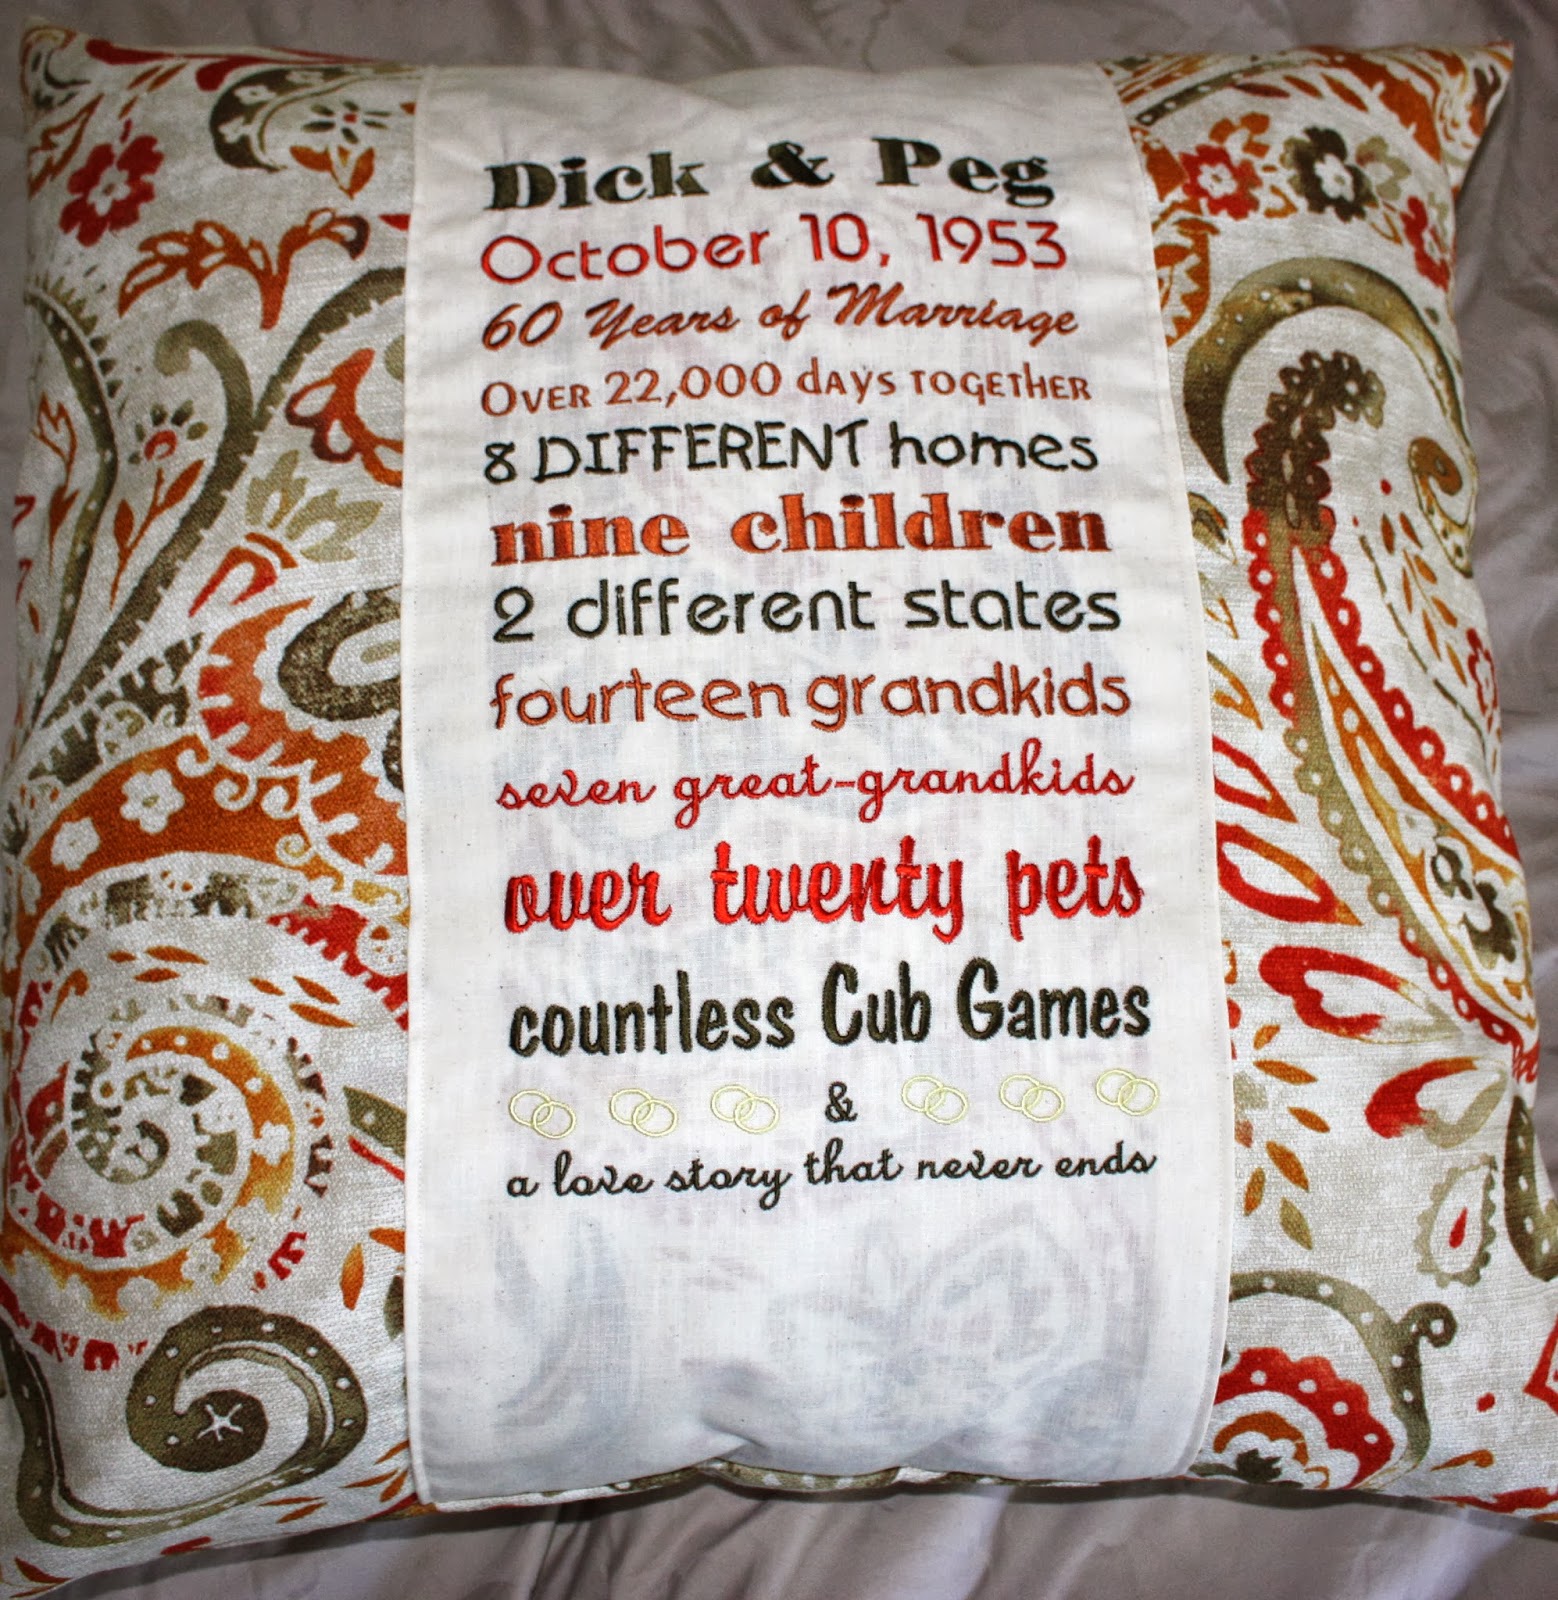 Dick & Peg
October 10, 1953
60 Years of Marriage
Over 22,000 days together
8 DIFFERENT homes
nine children
2 different states
fourteen grandkids
seven great-grandkids
over twenty pets
countless Cub Games
&
a love story that never ends